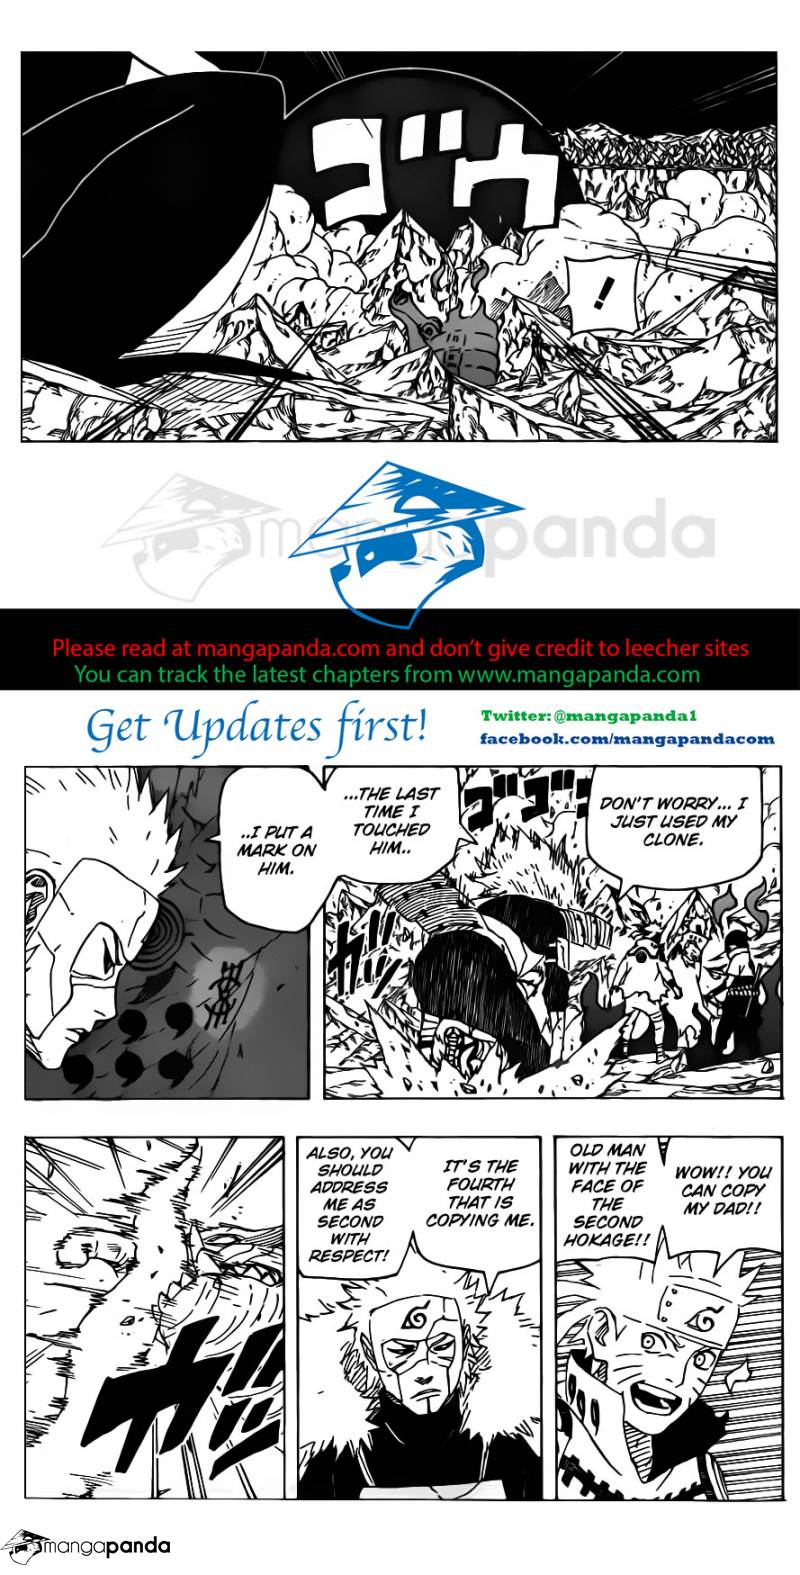 ゴゥ
!
mangapanda
Please read at mangapanda.com and don't give credit to leecher sites
You can track the latest chapters from www.mangapanda.com
Get Updates first!
Twitter: @mangapanda1
facebook.com/mangapandacom
DON'T WORRY... I
JUST USED MY
CLONE.
...THE LAST
TIME I
TOUCHED
HIM..
..I PUT A
MARK ON
HIM.
ゴゴゴ
WOW!! YOU
CAN COPY
MY DAD!!
OLD MAN
WITH THE
FACE OF
THE
SECOND
HOKAGE!!
IT'S THE
FOURTH
THAT IS
COPYING ME.
ALSO, YOU
SHOULD
ADDRESS
ME AS
SECOND
WITH
RESPECT!
mangapanda